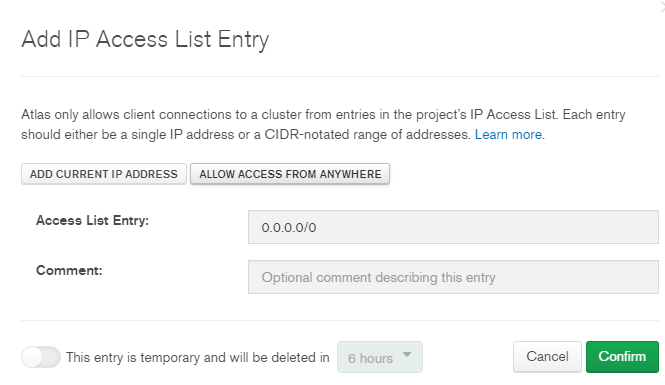 Add IP Access List Entry
Atlas only allows client connections to a cluster from entries in the project's IP Access List. Each entry
should either be a single IP address or a CIDR-notated range of addresses. Learn more.
ADD CURRENT IP ADDRESS ALLOW ACCESS FROM ANYWHERE
Access List Entry: 0.0.0.0/0
Comment: Optional comment describing this entry
This entry is temporary and will be deleted in 6 hours Cancel Confirm